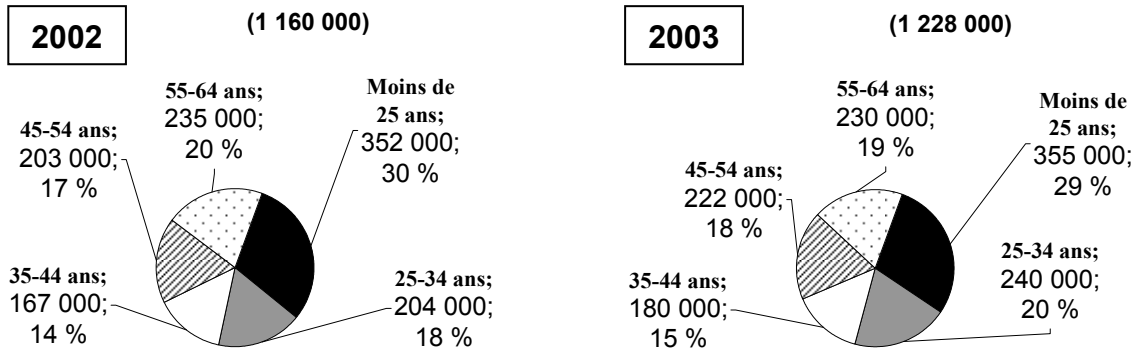 2002
(1 160 000)
55-64 ans;
235 000;
20 %
Moins de
25 ans;
352 000;
30 %
45-54 ans;
203 000;
17 %
35-44 ans;
167 000;
14 %
25-34 ans;
204 000;
18 %
2003
(1 228 000)
55-64 ans;
230 000;
19 %
Moins de
25 ans;
355 000;
29 %
45-54 ans;
222 000;
18 %
35-44 ans;
180 000;
15 %
25-34 ans;
240 000;
20 %